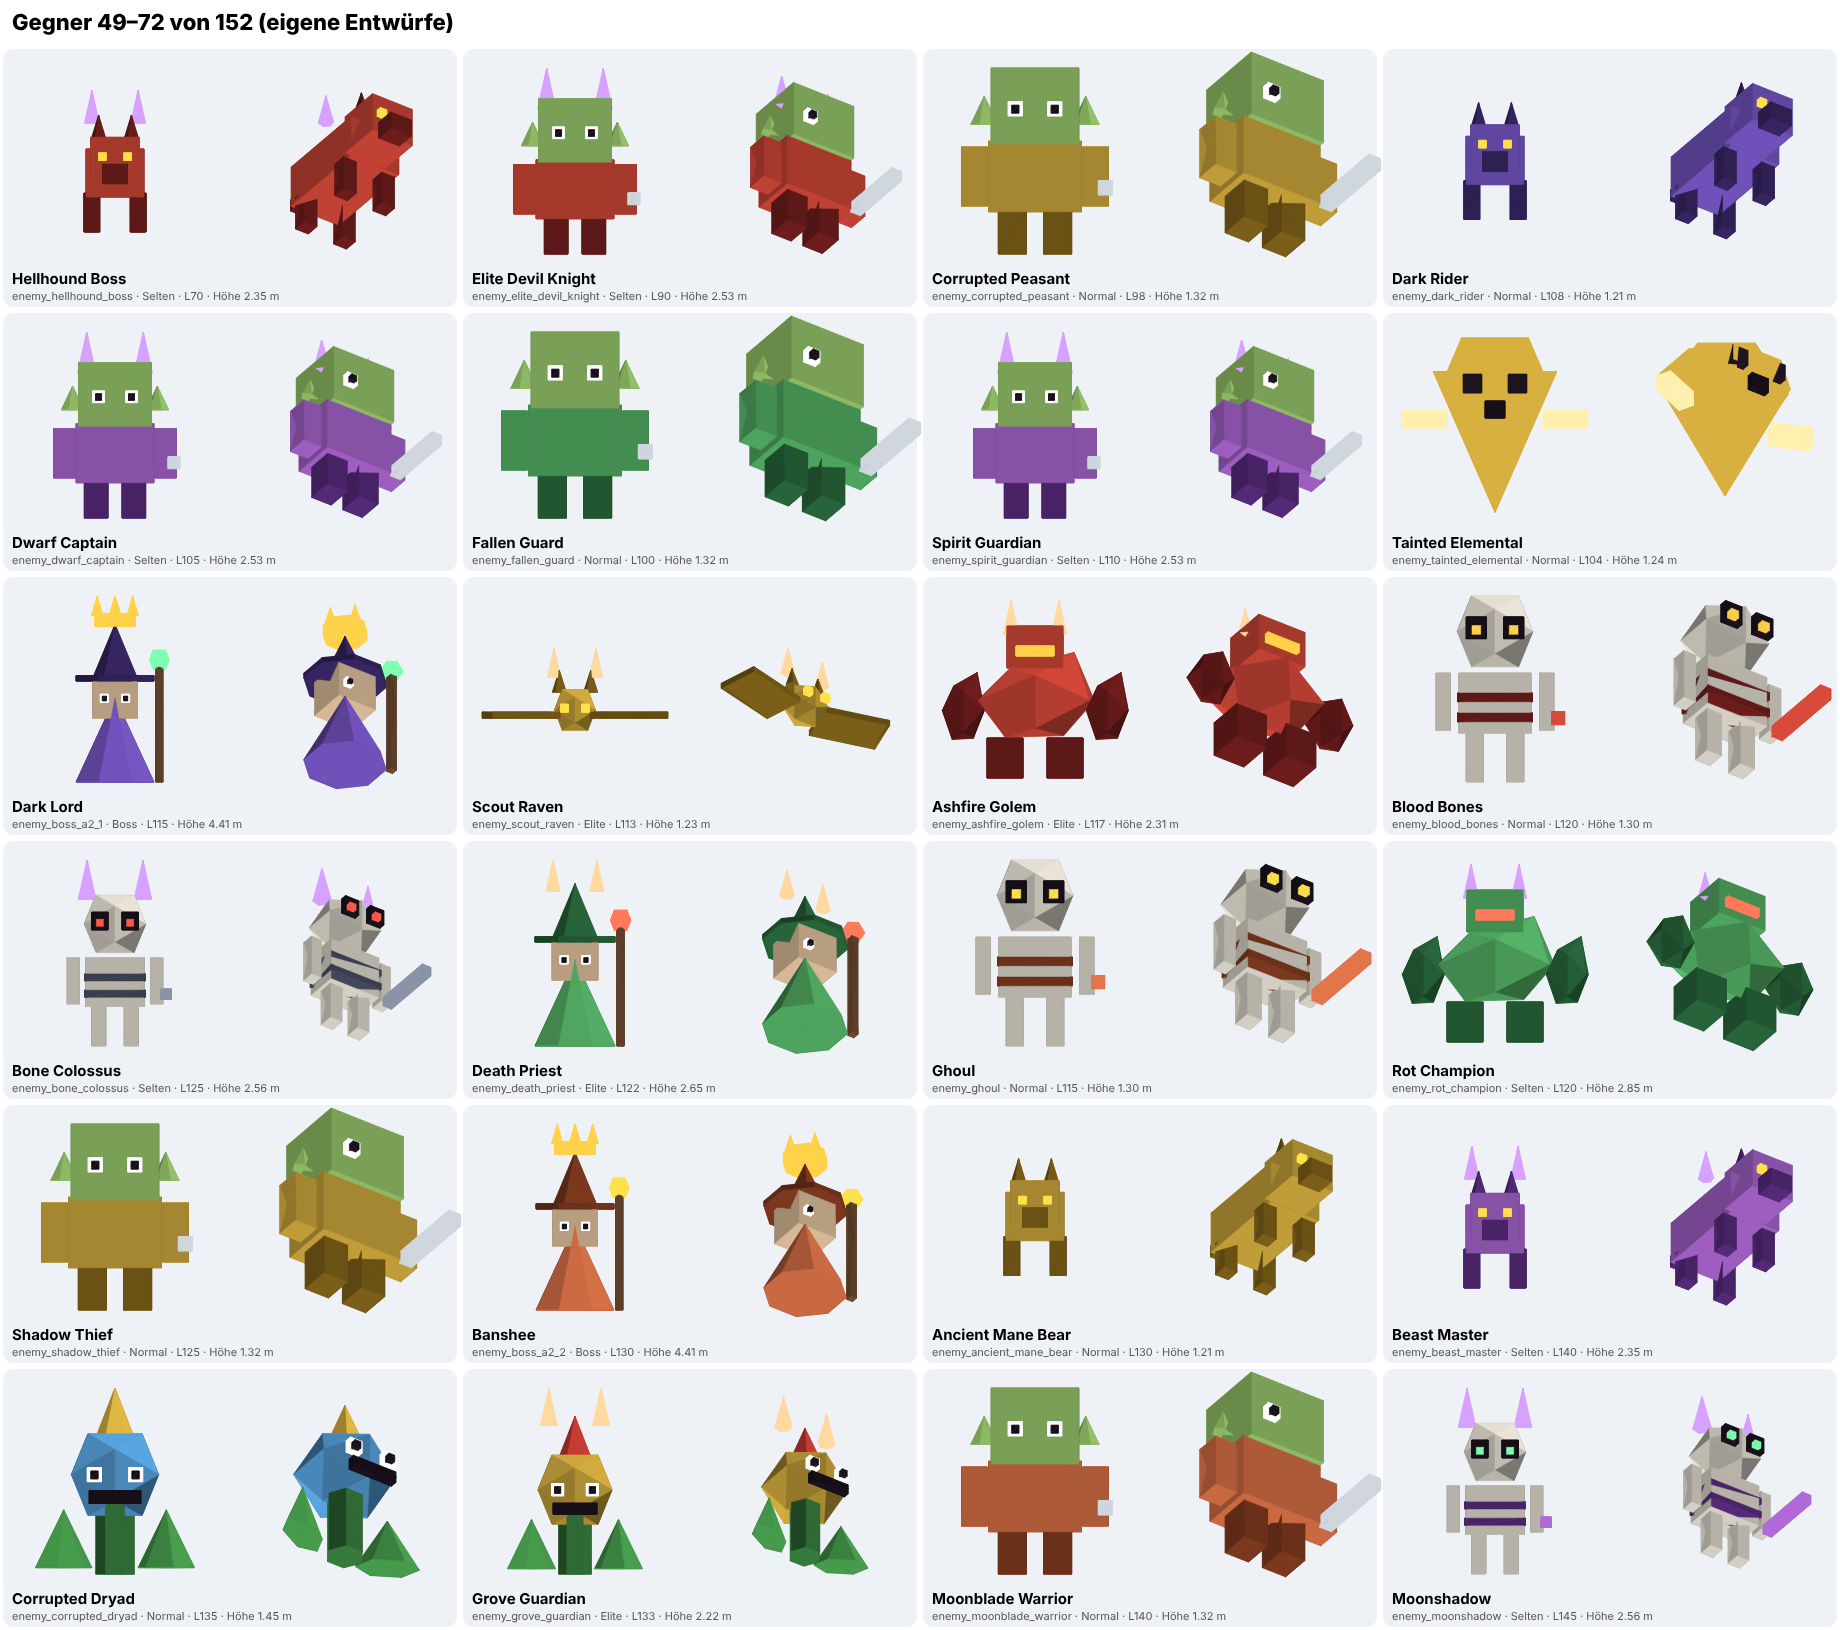 Gegner 49–72 von 152 (eigene Entwürfe)
Hellhound Boss
enemy_hellhound_boss · Selten · L70 · Höhe 2.35 m
Elite Devil Knight
enemy_elite_devil_knight · Selten · L90 · Höhe 2.53 m
Corrupted Peasant
enemy_corrupted_peasant · Normal · L98 · Höhe 1.32 m
Dark Rider
enemy_dark_rider · Normal · L108 · Höhe 1.21 m
Dwarf Captain
enemy_dwarf_captain · Selten · L105 · Höhe 2.53 m
Fallen Guard
enemy_fallen_guard · Normal · L100 · Höhe 1.32 m
Spirit Guardian
enemy_spirit_guardian · Selten · L110 · Höhe 2.53 m
Tainted Elemental
enemy_tainted_elemental · Normal · L104 · Höhe 1.24 m
Dark Lord
enemy_boss_a2_1 · Boss · L115 · Höhe 4.41 m
Scout Raven
enemy_scout_raven · Elite · L113 · Höhe 1.23 m
Ashfire Golem
enemy_ashfire_golem · Elite · L117 · Höhe 2.31 m
Blood Bones
enemy_blood_bones · Normal · L120 · Höhe 1.30 m
Bone Colossus
enemy_bone_colossus · Selten · L125 · Höhe 2.56 m
Death Priest
enemy_death_priest · Elite · L122 · Höhe 2.65 m
Ghoul
enemy_ghoul · Normal · L115 · Höhe 1.30 m
Rot Champion
enemy_rot_champion · Selten · L120 · Höhe 2.85 m
Shadow Thief
enemy_shadow_thief · Normal · L125 · Höhe 1.32 m
Banshee
enemy_boss_a2_2 · Boss · L130 · Höhe 4.41 m
Ancient Mane Bear
enemy_ancient_mane_bear · Normal · L130 · Höhe 1.21 m
Beast Master
enemy_beast_master · Selten · L140 · Höhe 2.35 m
Corrupted Dryad
enemy_corrupted_dryad · Normal · L135 · Höhe 1.45 m
Grove Guardian
enemy_grove_guardian · Elite · L133 · Höhe 2.22 m
Moonblade Warrior
enemy_moonblade_warrior · Normal · L140 · Höhe 1.32 m
Moonshadow
enemy_moonshadow · Selten · L145 · Höhe 2.56 m